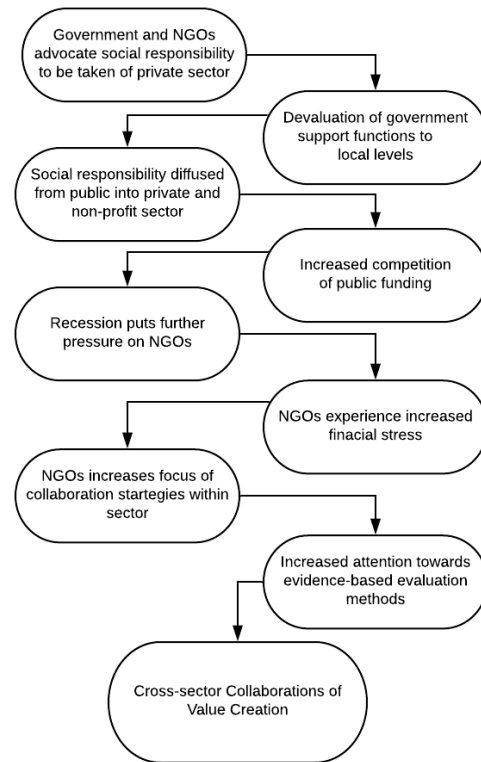 Government and NGOs
advocate social responsibility
to be taken of private sector
Devaluation of government
support functions to
local levels
Social responsibility diffused
from public into private and
non-profit sector
Increased competition
of public funding
Recession puts further
pressure on NGOs
NGOs experience increased
finacial stress
NGOs increases focus of
collaboration startegies within
sector
Increased attention towards
evidence-based evaluation
methods
Cross-sector Collaborations of
Value Creation